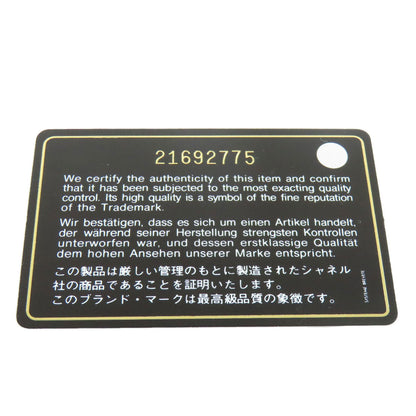 21692775
We certify the authenticity of this item and confirm
that it has been subjected to the most exacting quality
control. Its high quality is a symbol of the fine reputation
of the Trademark.
Wir bestätigen, dass es sich um einen Artikel handelt,
der während seiner Herstellung strengsten Kontrollen
unterworfen war, und dessen erstklassige Qualität
dem hohen Ansehen unserer Marke entspricht.
この製品は厳しい管理のもとに製造されたシャネル
社の商品であることを証明いたします。
このブランド・マークは最高級品質の象徴です。